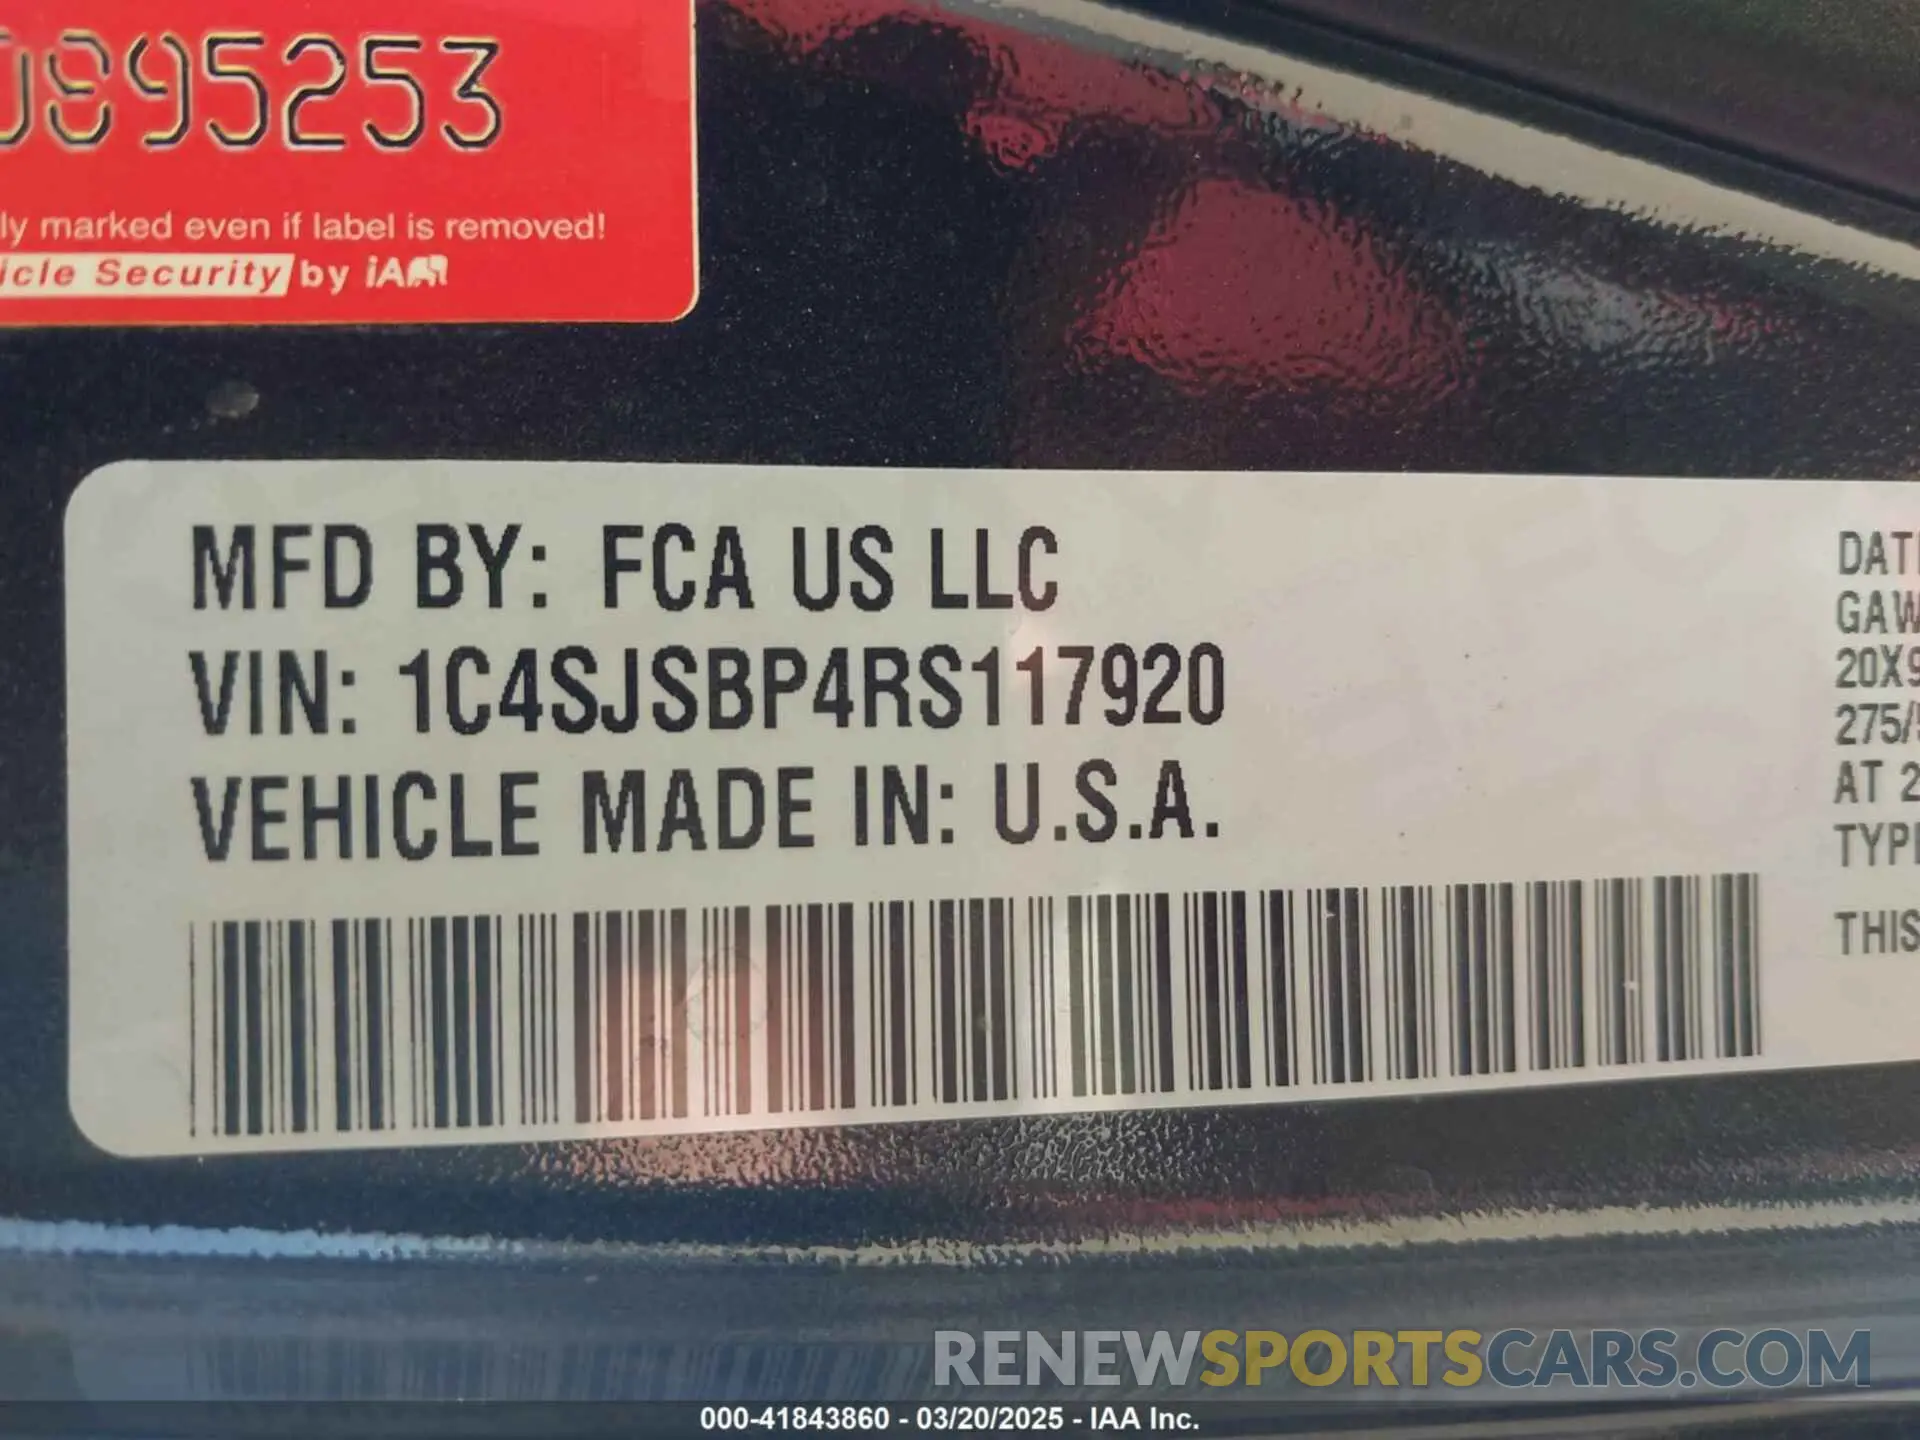 0895253
ly marked even if label is removed!
icle Security by iAA
MFD BY: FCA US LLC
VIN: 1C4SJSBP4RS117920
VEHICLE MADE IN: U.S.A.
DAT
GAW
20X9
275/
AT 2
TYP
THIS
RENEWSPORTSCARS.COM
000-41843860 - 03/20/2025 - IAA Inc.